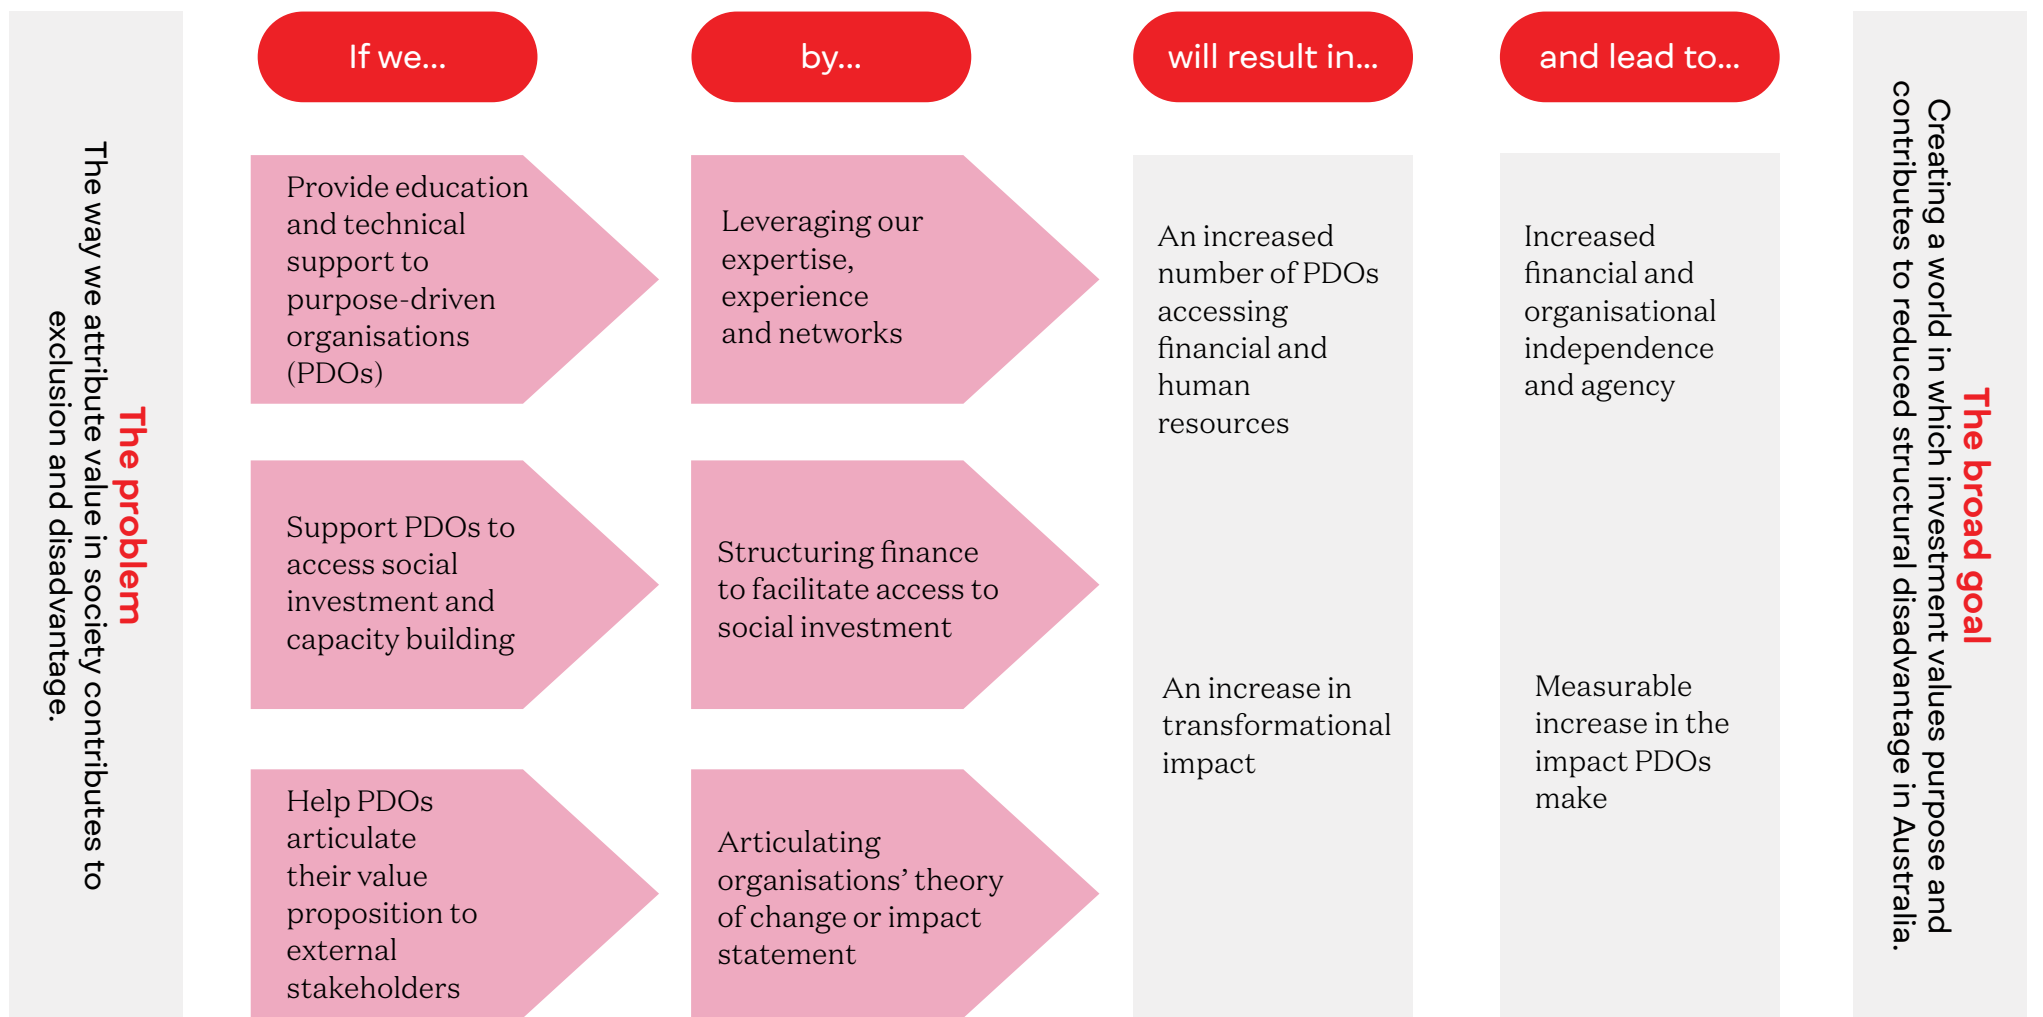 The problem
The way we attribute value in society contributes to
exclusion and disadvantage.
If we...
by...
will result in...
and lead to...
Provide education
and technical
support to
purpose-driven
organisations
(PDOs)
Leveraging our
expertise,
experience
and networks
An increased
number of PDOs
accessing
financial and
human
resources
Increased
financial and
organisational
independence
and agency
Support PDOs to
access social
investment and
capacity building
Structuring finance
to facilitate access to
social investment
An increase in
transformational
impact
Measurable
increase in the
impact PDOs
make
Help PDOs
articulate
their value
proposition to
external
stakeholders
Articulating
organisations’ theory
of change or impact
statement
The broad goal
Creating a world in which investment values purpose and
contributes to reduced structural disadvantage in Australia.